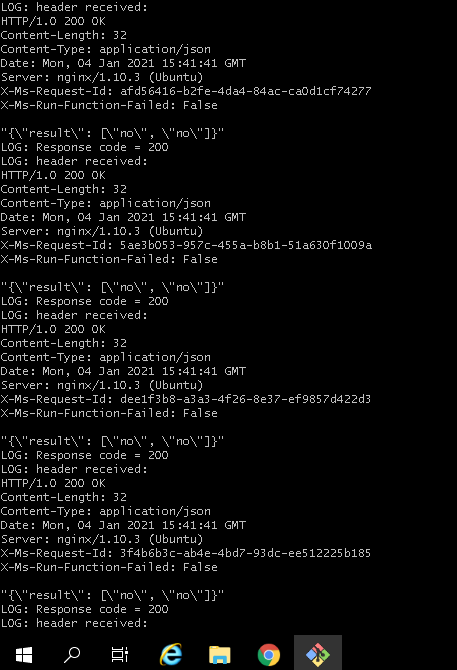 LOG: header received:
HTTP/1.0 200 OK
Content-Length: 32
Content-Type: application/json
Date: Mon, 04 Jan 2021 15:41:41 GMT
Server: nginx/1.10.3 (Ubuntu)
X-Ms-Request-Id: afd56416-b2fe-4da4-84ac-ca0d1cf74277
X-Ms-Run-Function-Failed: False

"{\"result\": [\"no\", \"no\"]}"
LOG: Response code = 200
LOG: header received:
HTTP/1.0 200 OK
Content-Length: 32
Content-Type: application/json
Date: Mon, 04 Jan 2021 15:41:41 GMT
Server: nginx/1.10.3 (Ubuntu)
X-Ms-Request-Id: 5ae3b053-957c-455a-b8b1-51a630f1009a
X-Ms-Run-Function-Failed: False

"{\"result\": [\"no\", \"no\"]}"
LOG: Response code = 200
LOG: header received:
HTTP/1.0 200 OK
Content-Length: 32
Content-Type: application/json
Date: Mon, 04 Jan 2021 15:41:41 GMT
Server: nginx/1.10.3 (Ubuntu)
X-Ms-Request-Id: dee1f3b8-a3a3-4f26-8e37-ef9857d422d3
X-Ms-Run-Function-Failed: False

"{\"result\": [\"no\", \"no\"]}"
LOG: Response code = 200
LOG: header received:
HTTP/1.0 200 OK
Content-Length: 32
Content-Type: application/json
Date: Mon, 04 Jan 2021 15:41:41 GMT
Server: nginx/1.10.3 (Ubuntu)
X-Ms-Request-Id: 3f4b6b3c-ab4e-4bd7-93dc-ee512225b185
X-Ms-Run-Function-Failed: False

"{\"result\": [\"no\", \"no\"]}"
LOG: Response code = 200
LOG: header received: